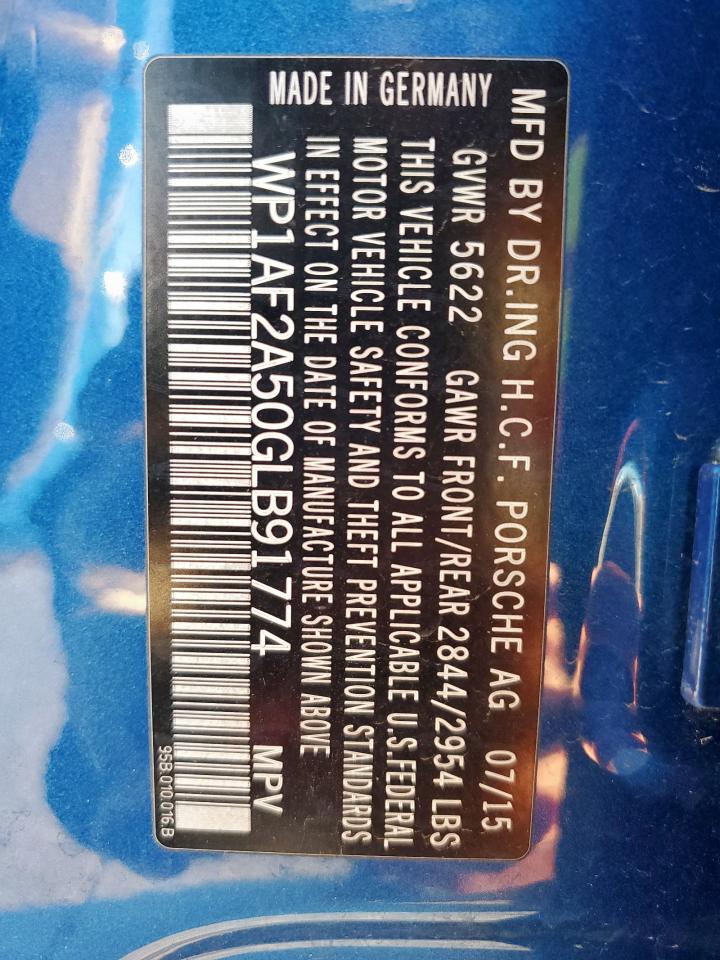 MFD BY DR.ING H.C.F. PORSCHE AG 07/15
GVWR 5622 GAWR FRONT/REAR 2844/2954 LBS
THIS VEHICLE CONFORMS TO ALL APPLICABLE U.S.FEDERAL
MOTOR VEHICLE SAFETY AND THEFT PREVENTION STANDARDS
IN EFFECT ON THE DATE OF MANUFACTURE SHOWN ABOVE
WP1AF2A50GLB91774 MPV
95B.010.016.B
MADE IN GERMANY